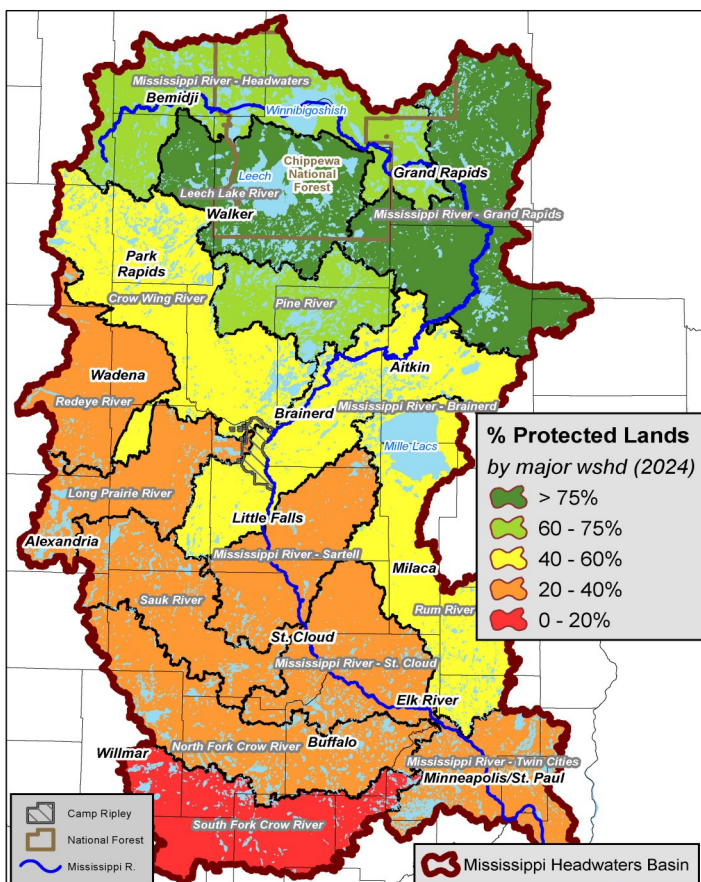 Mississippi River - Headwaters
Bemidji
Winnibigoshish
Chippewa
National
Forest
Grand Rapids
Leech
Leech Lake River
Walker
Mississippi River - Grand Rapids
Park
Rapids
Crow Wing River
Pine River
Aitkin
Wadena
Redeye River
Brainerd
Mississippi River - Brainerd
Mille Lacs
% Protected Lands
by major wshd (2024)
> 75%
60 - 75%
40 - 60%
20 - 40%
0 - 20%
Long Prairie River
Little Falls
Alexandria
Mississippi River - Sartell
Milaca
Sauk River
Rum River
St. Cloud
Mississippi River - St. Cloud
Elk River
Willmar
North Fork Crow River
Buffalo
Mississippi River - Twin Cities
Minneapolis/St. Paul
South Fork Crow River
Camp Ripley
National Forest
Mississippi R.
Mississippi Headwaters Basin